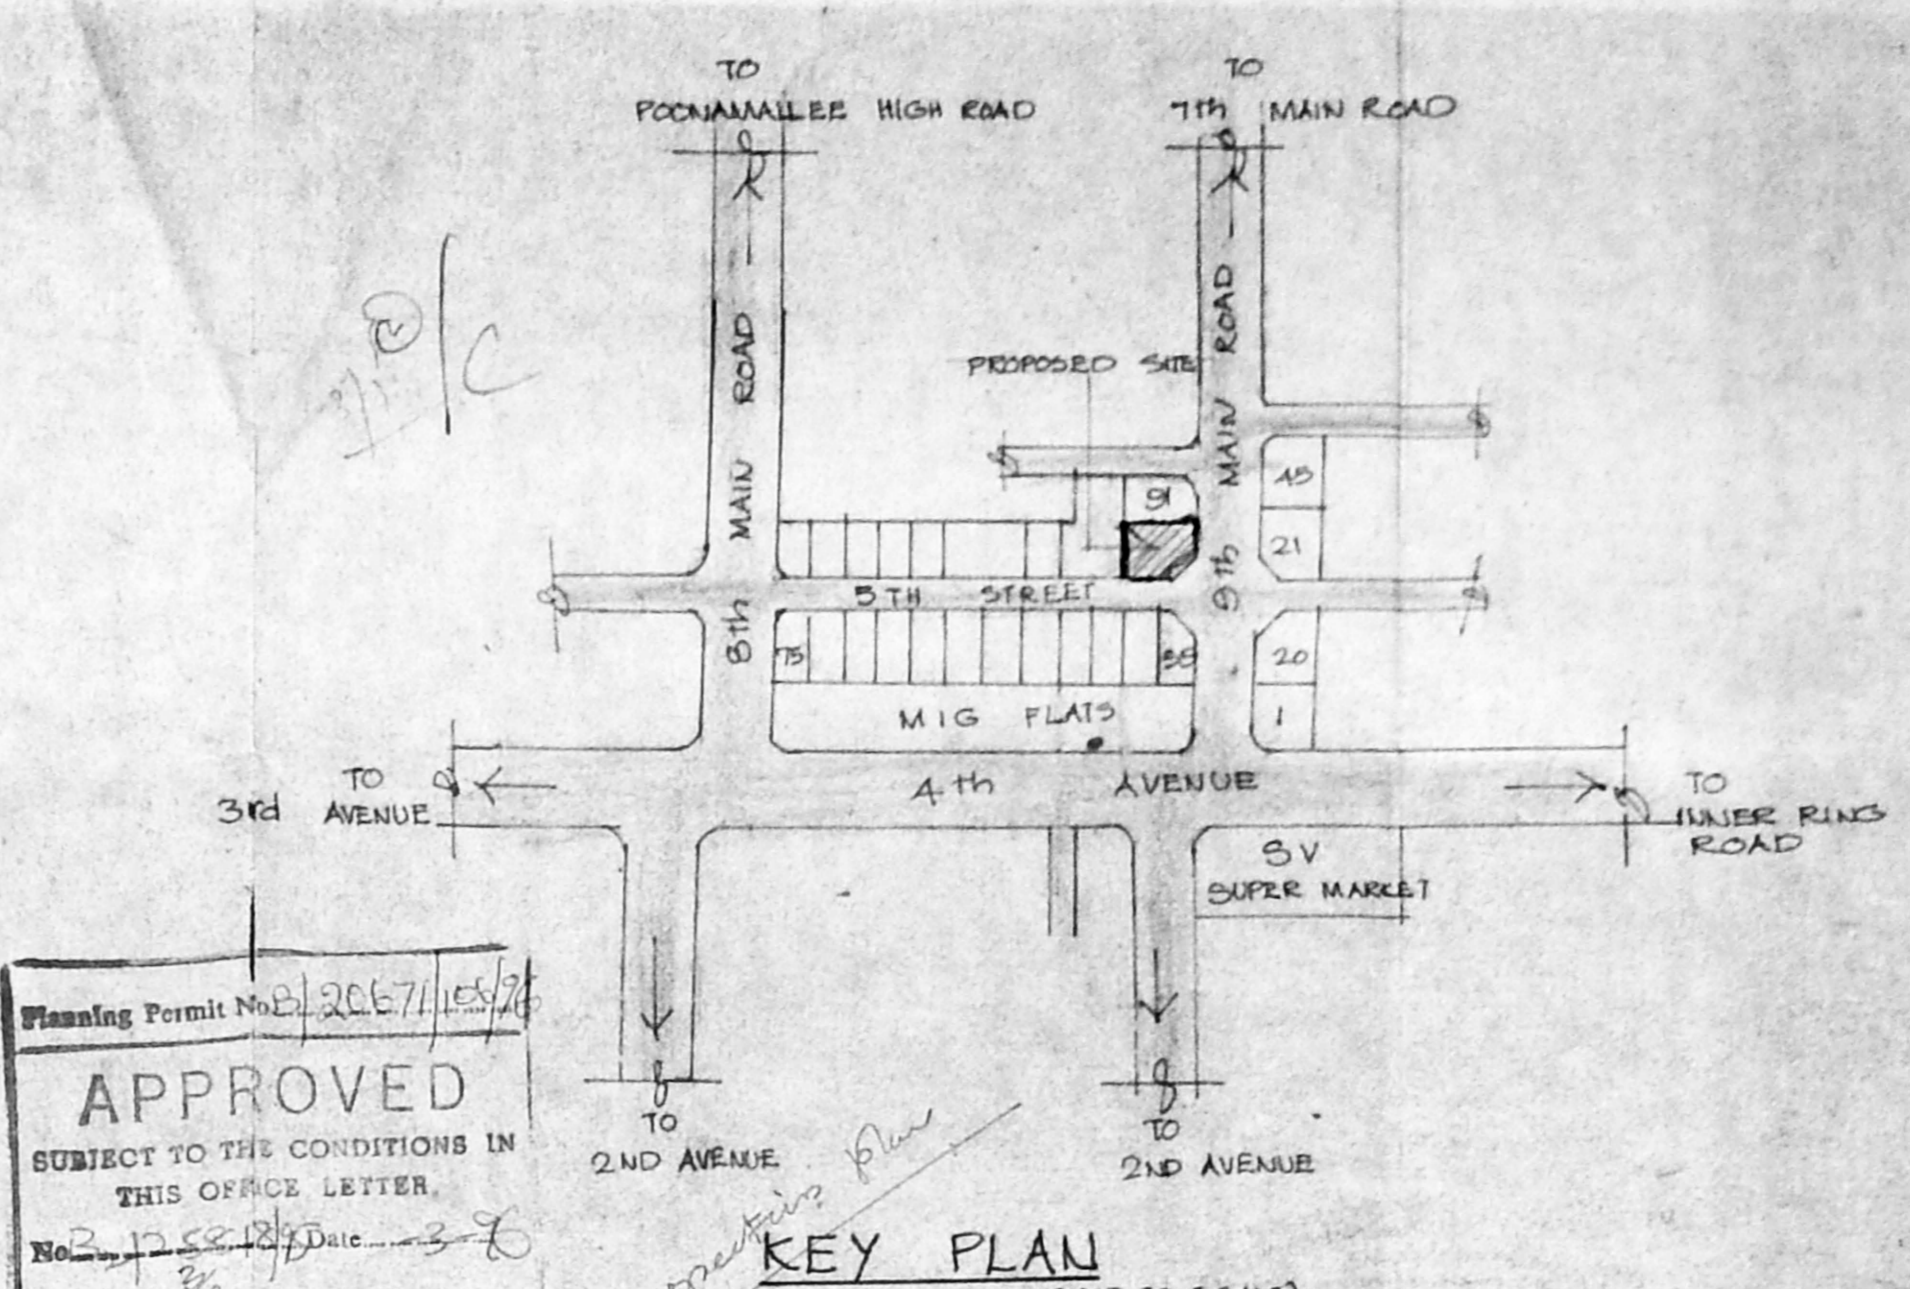 TO
POONAMALLEE HIGH ROAD
TO
7th MAIN ROAD
C
PROPOSED SITE
8th MAIN ROAD
9th MAIN ROAD
45
91
21
5TH STREET
75
20
MIG FLATS
1
TO
3rd AVENUE
4th AVENUE
TO
INNER RING
ROAD
SV
SUPER MARKET
Planning Permit No. B/20671/
APPROVED
SUBJECT TO THE CONDITIONS IN
THIS OFFICE LETTER.
No. Date
TO
2ND AVENUE
TO
2ND AVENUE
plan
KEY PLAN